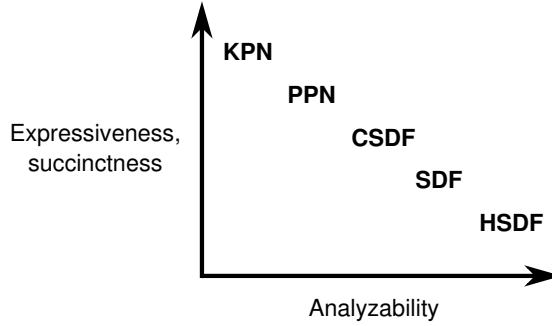 KPN
PPN
Expressiveness,
succinctness
CSDF
SDF
HSDF
Analyzability